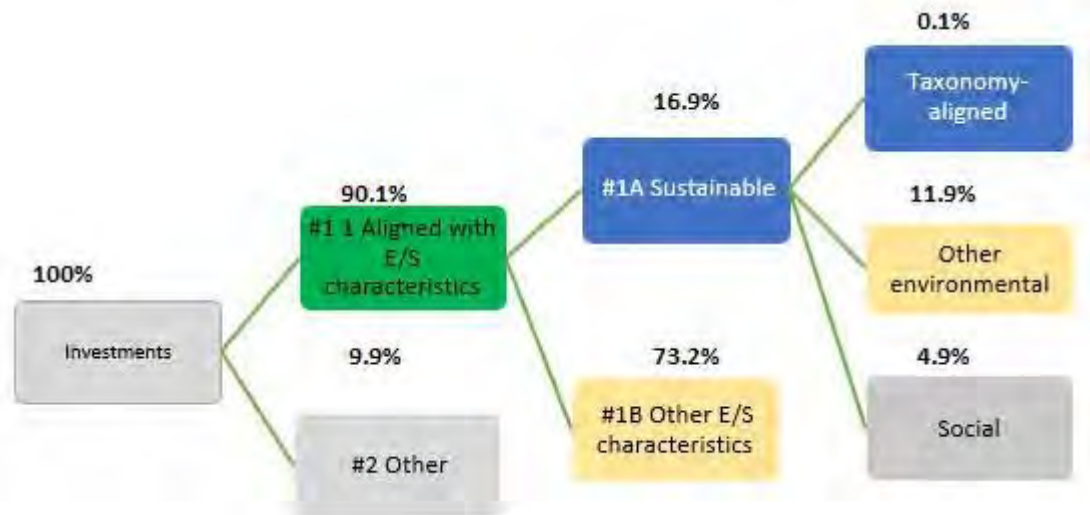 0.1%
Taxonomy-
aligned
16.9%
#1A Sustainable
11.9%
Other
environmental
90.1%
#1 1 Aligned with
E/S
characteristics
100%
Investments
9.9%
#2 Other
73.2%
#1B Other E/S
characteristics
4.9%
Social